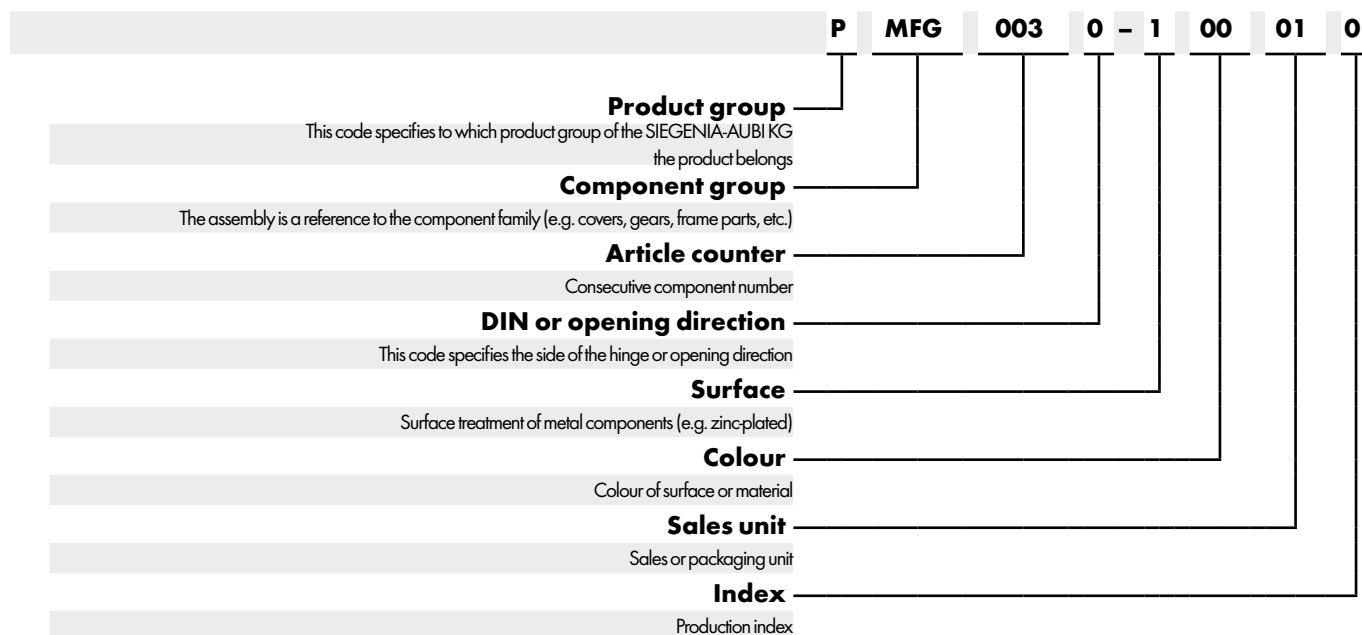 P MFG 003 0 – 1 00 01 0
Product group
This code specifies to which product group of the SIEGENIA-AUBI KG
the product belongs
Component group
The assembly is a reference to the component family (e.g. covers, gears, frame parts, etc.)
Article counter
Consecutive component number
DIN or opening direction
This code specifies the side of the hinge or opening direction
Surface
Surface treatment of metal components (e.g. zinc-plated)
Colour
Colour of surface or material
Sales unit
Sales or packaging unit
Index
Production index